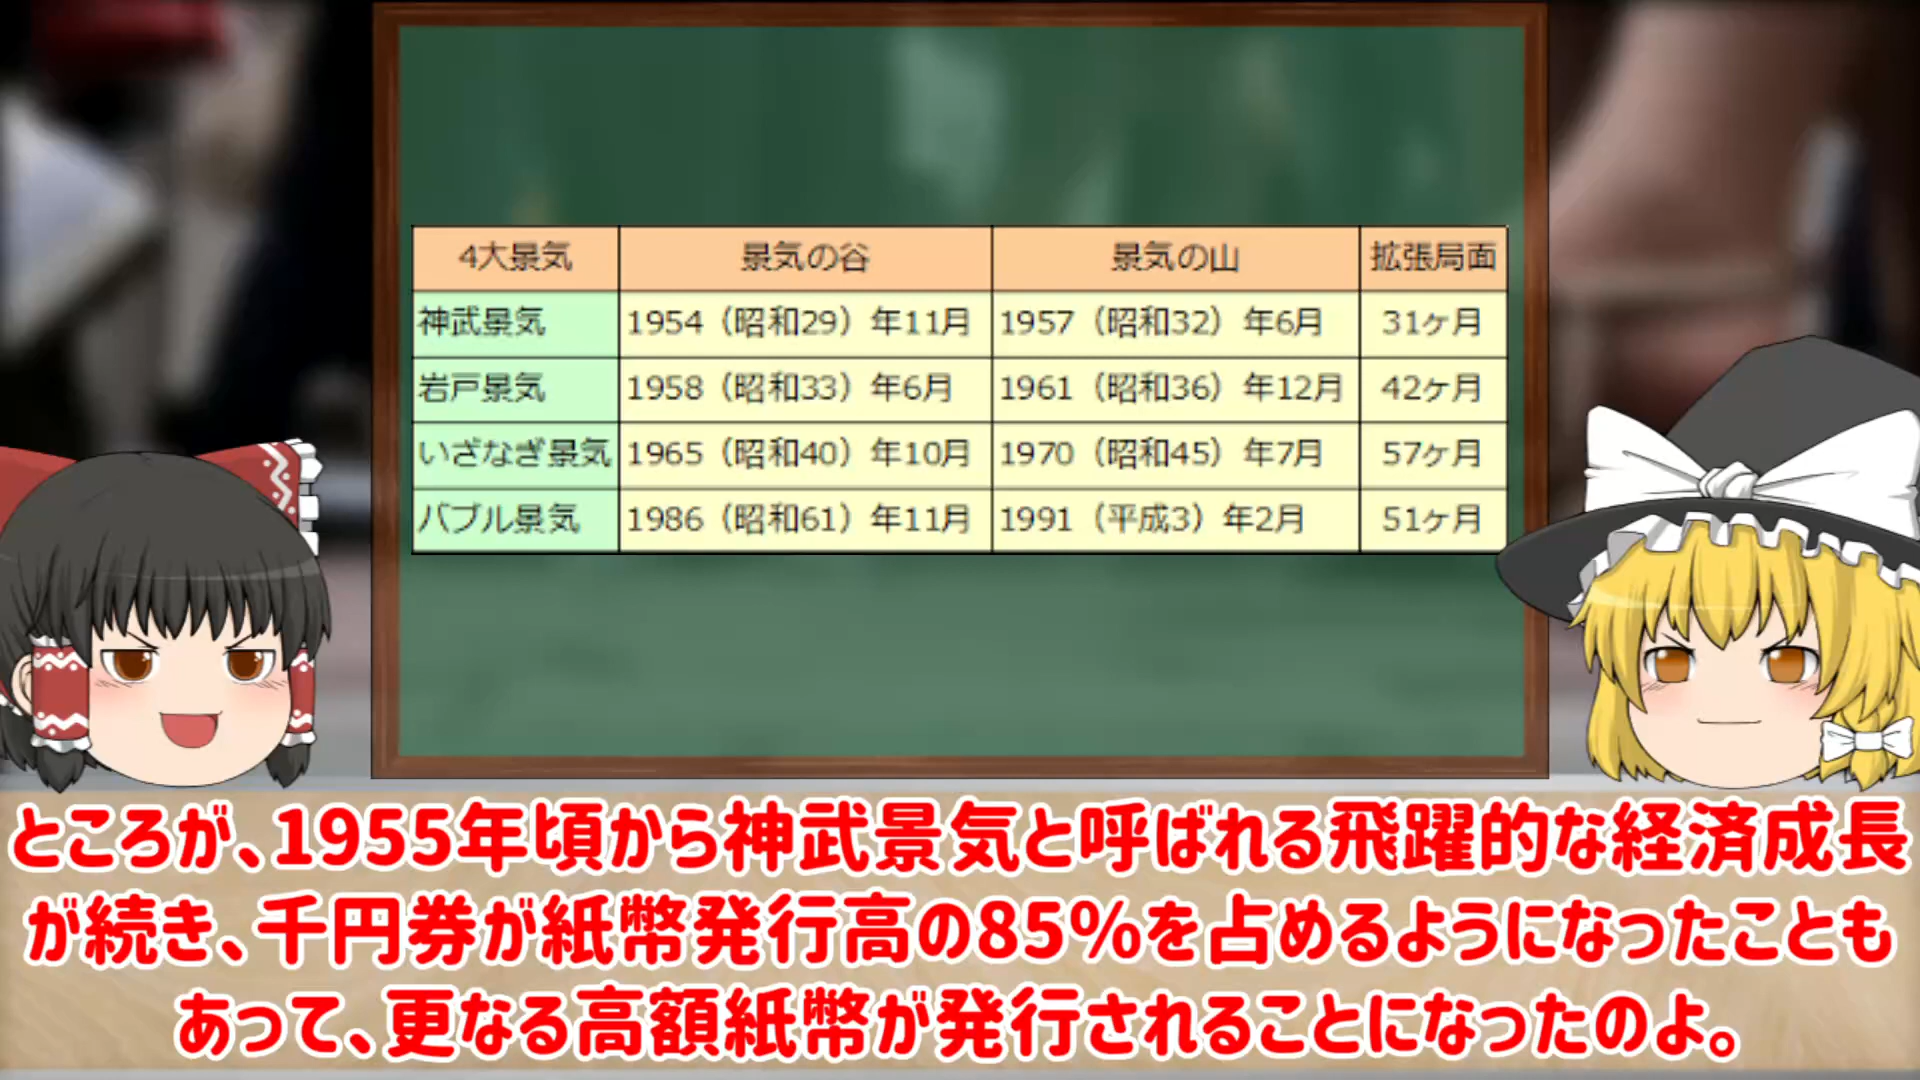 4大景気 景気の谷 景気の山 拡張局面
神武景気 1954（昭和29）年11月 1957（昭和32）年6月 31ヶ月
岩戸景気 1958（昭和33）年6月 1961（昭和36）年12月 42ヶ月
いざなぎ景気 1965（昭和40）年10月 1970（昭和45）年7月 57ヶ月
バブル景気 1986（昭和61）年11月 1991（平成3）年2月 51ヶ月
ところが、1955年頃から神武景気と呼ばれる飛躍的な経済成長
が続き、千円券が紙幣発行高の85%を占めるようになったことも
あって、更なる高額紙幣が発行されることになったのよ。